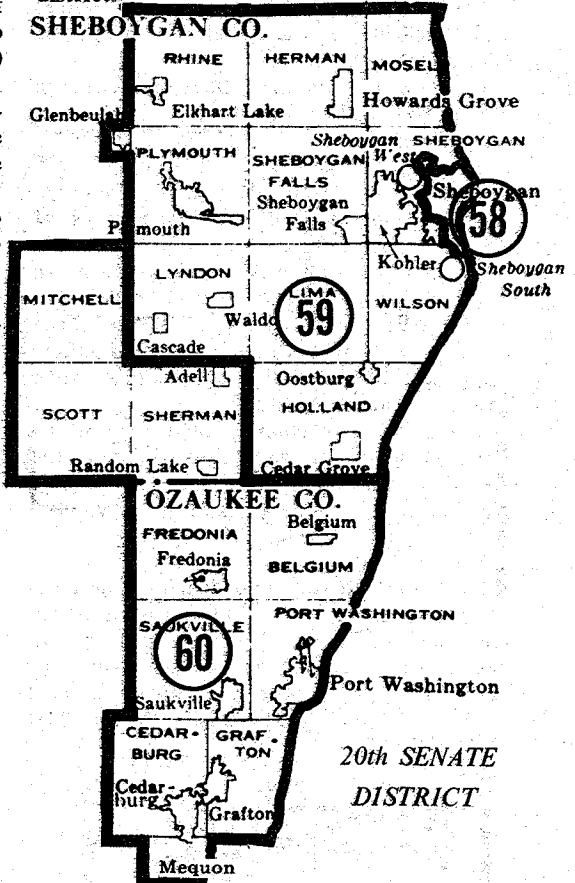 SHEBOYGAN CO.
RHINE
HERMAN
MOSEL
Elkhart Lake
Howards Grove
Glenbeulah
Sheboygan West
SHEBOYGAN
PLYMOUTH
SHEBOYGAN
FALLS
Sheboygan
58
Sheboygan
Falls
Plymouth
Kohler
Sheboygan
South
LYNDON
MITCHELL
LIMA
59
WILSON
Waldo
Cascade
Adell
Oostburg
SCOTT
SHERMAN
HOLLAND
Random Lake
Cedar Grove
OZAUKEE CO.
Belgium
FREDONIA
Fredonia
BELGIUM
PORT WASHINGTON
SAUKVILLE
60
Port Washington
Saukville
CEDAR-
BURG
GRAF-
TON
20th SENATE
DISTRICT
Cedar-
burg
Grafton
Mequon